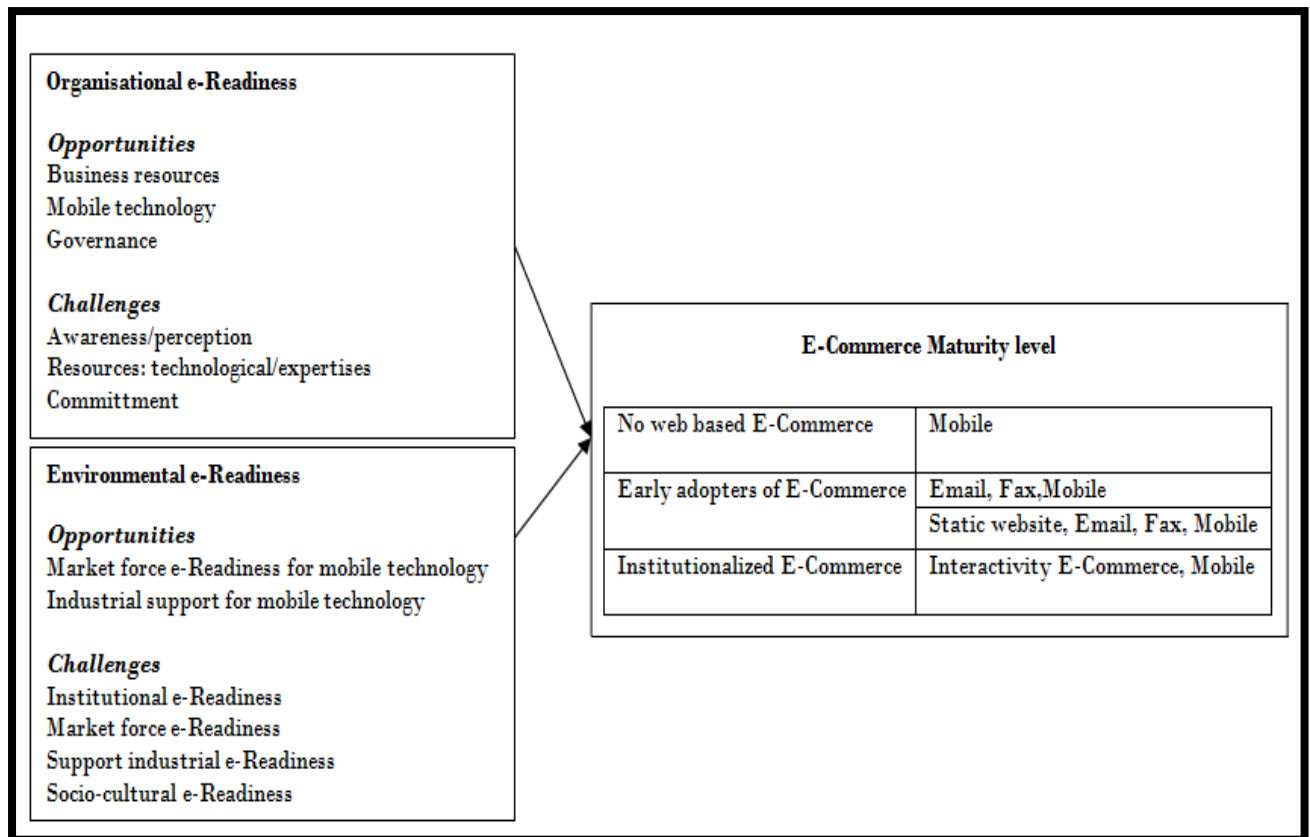 Organisational e-Readiness
Opportunities
Business resources
Mobile technology
Governance
Challenges
Awareness/perception
Resources: technological/expertises
Committment
Environmental e-Readiness
Opportunities
Market force e-Readiness for mobile technology
Industrial support for mobile technology
Challenges
Institutional e-Readiness
Market force e-Readiness
Support industrial e-Readiness
Socio-cultural e-Readiness
E-Commerce Maturity level
No web based E-Commerce
Mobile
Early adopters of E-Commerce
Email, Fax,Mobile
Static website, Email, Fax, Mobile
Institutionalized E-Commerce
Interactivity E-Commerce, Mobile